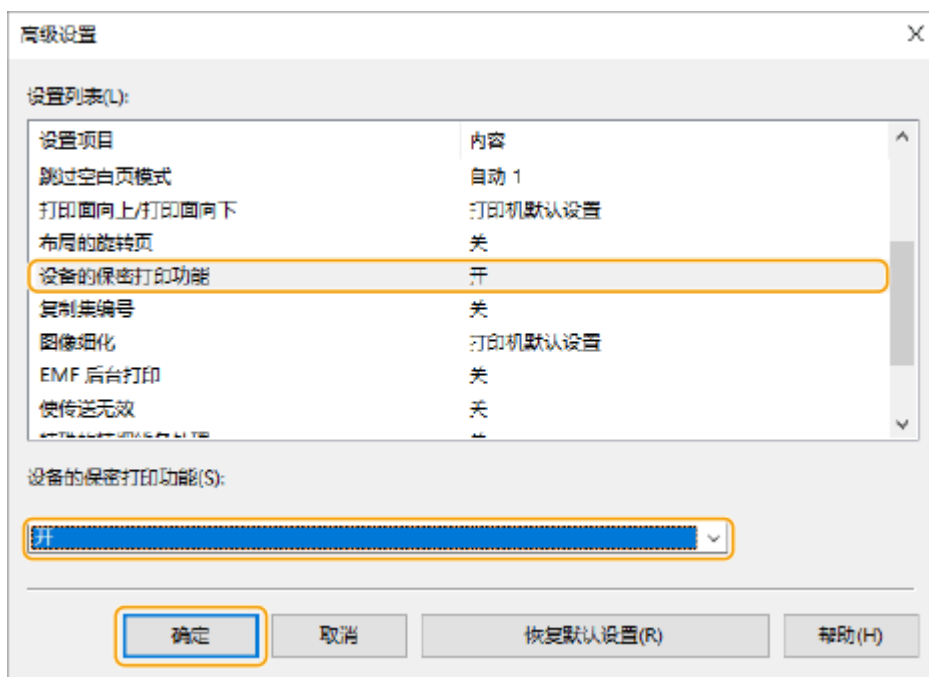 高级设置
设置列表(L):
设置项目 内容
跳过空白页模式 自动 1
打印面向上/打印面向下 打印机默认设置
布局的旋转页 关
设备的保密打印功能 开
复制集编号 关
图像细化 打印机默认设置
EMF 后台打印 关
使传送无效 关
设备的保密打印功能(S):
开
确定 取消 恢复默认设置(R) 帮助(H)